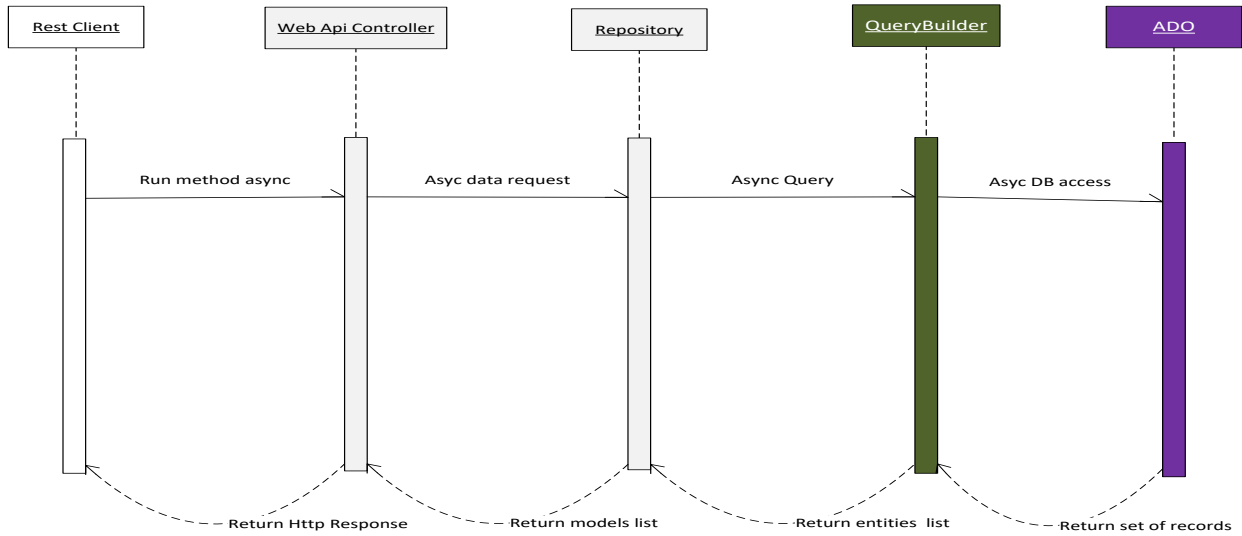 Rest Client
Web Api Controller
Repository
QueryBuilder
ADO
Run method async
Asyc data request
Async Query
Asyc DB access
Return Http Response
Return models list
Return entities list
Return set of records